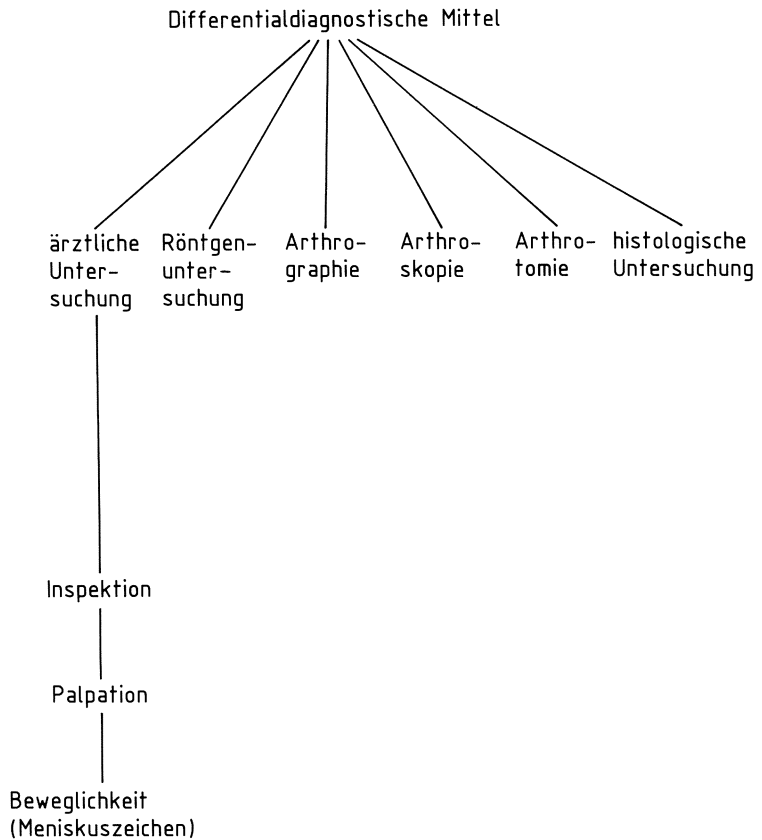 Differentialdiagnostische Mittel
ärztliche
Unter-
suchung
Röntgen-
unter-
suchung
Arthro-
graphie
Arthro-
skopie
Arthro-
tomie
histologische
Untersuchung
Inspektion
Palpation
Beweglichkeit
(Meniskuszeichen)